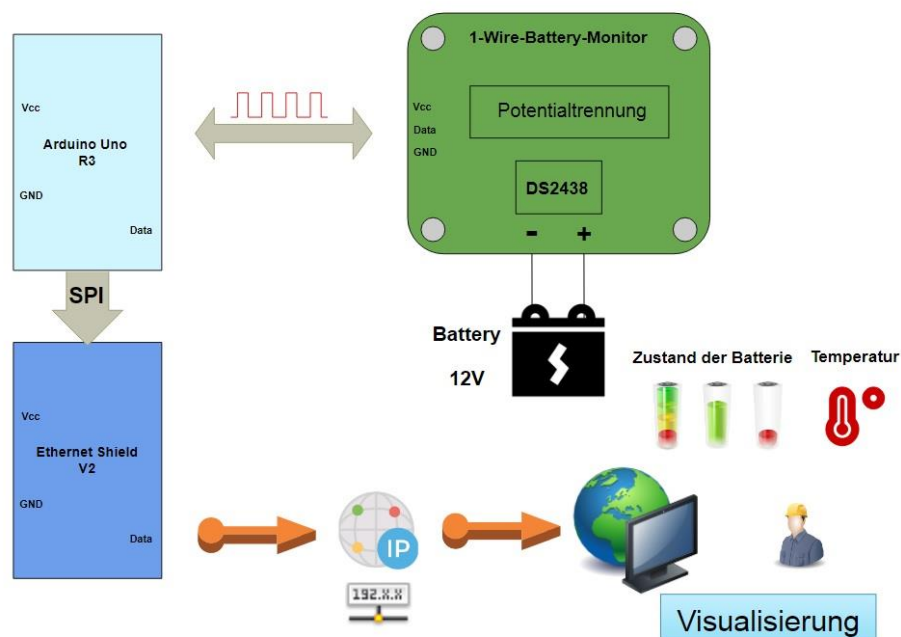 1-Wire-Battery-Monitor
Vcc
Arduino Uno
R3
GND
Data
Vcc
Data
GND
Potentialtrennung
DS2438
- +
SPI
Battery
12V
Zustand der Batterie
Temperatur
Vcc
Ethernet Shield
V2
GND
Data
IP
192.X.X
Visualisierung